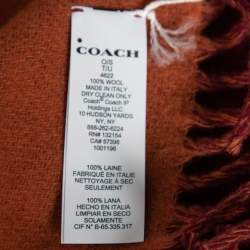 COACH
O/S
T/U
4622
100% WOOL
MADE IN ITALY
DRY CLEAN ONLY
Coach® Coach IP
Holdings LLC.
10 HUDSON YARDS
NY, NY
888-262-6224
RN# 132154
CA# 57398
1001196
100% LAINE
FABRIQUÉ EN ITALIE
NETTOYAGE À SEC
SEULEMENT
100% LANA
HECHO EN ITALIA
LIMPIAR EN SECO
SOLAMENTE
CIF N° B-65.335.317